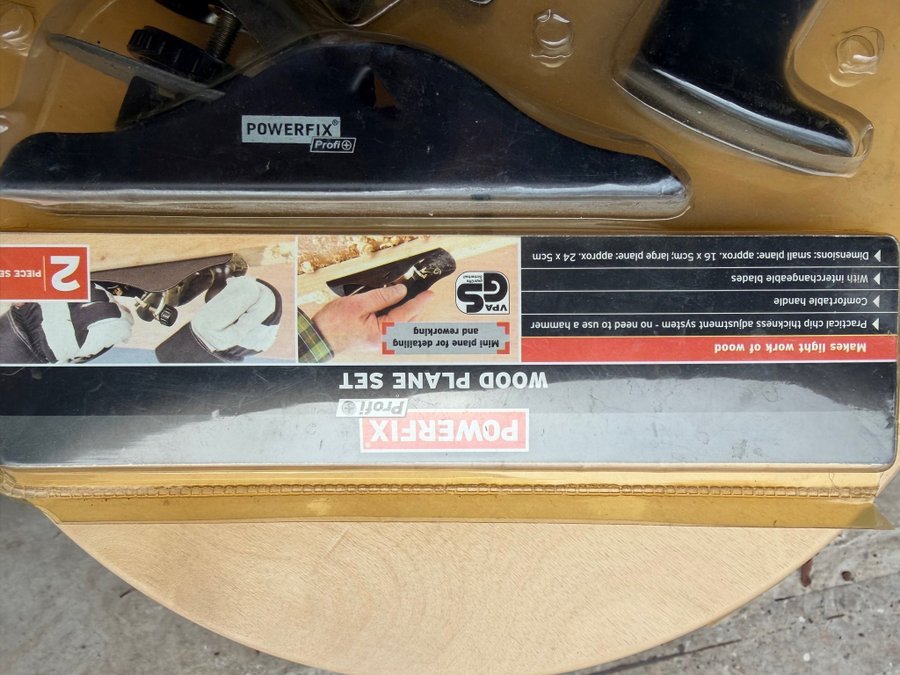 POWERFIX®
Profi+
POWERFIX®
Profi+
WOOD PLANE SET
Makes light work of wood
Practical chip thickness adjustment system - no need to use a hammer
Comfortable handle
With interchangeable blades
Dimensions: small plane: approx. 16 x 5cm; large plane: approx. 24 x 5cm
Mini plane for detailing
and reworking
VPA
GS
2
PIECE SE